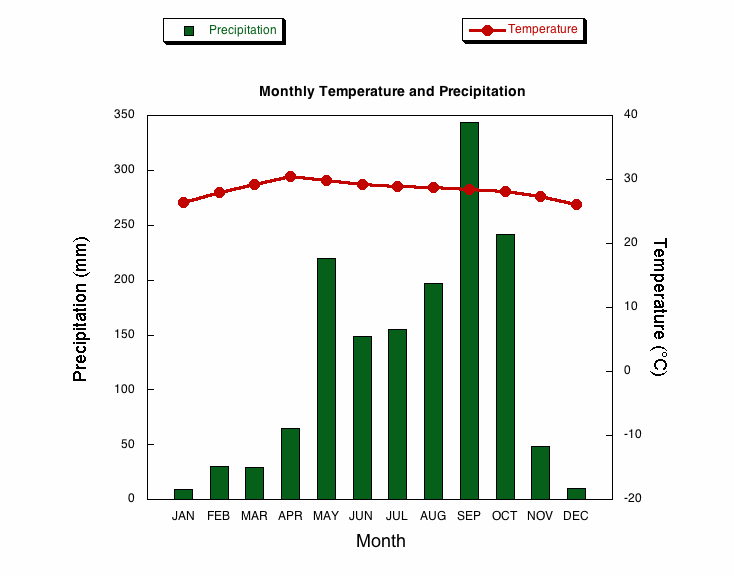 Precipitation
Temperature
Monthly Temperature and Precipitation
350
300
250
200
150
100
50
0
40
30
20
10
0
-10
-20
Precipitation (mm)
Temperature (°C)
JAN FEB MAR APR MAY JUN JUL AUG SEP OCT NOV DEC
Month